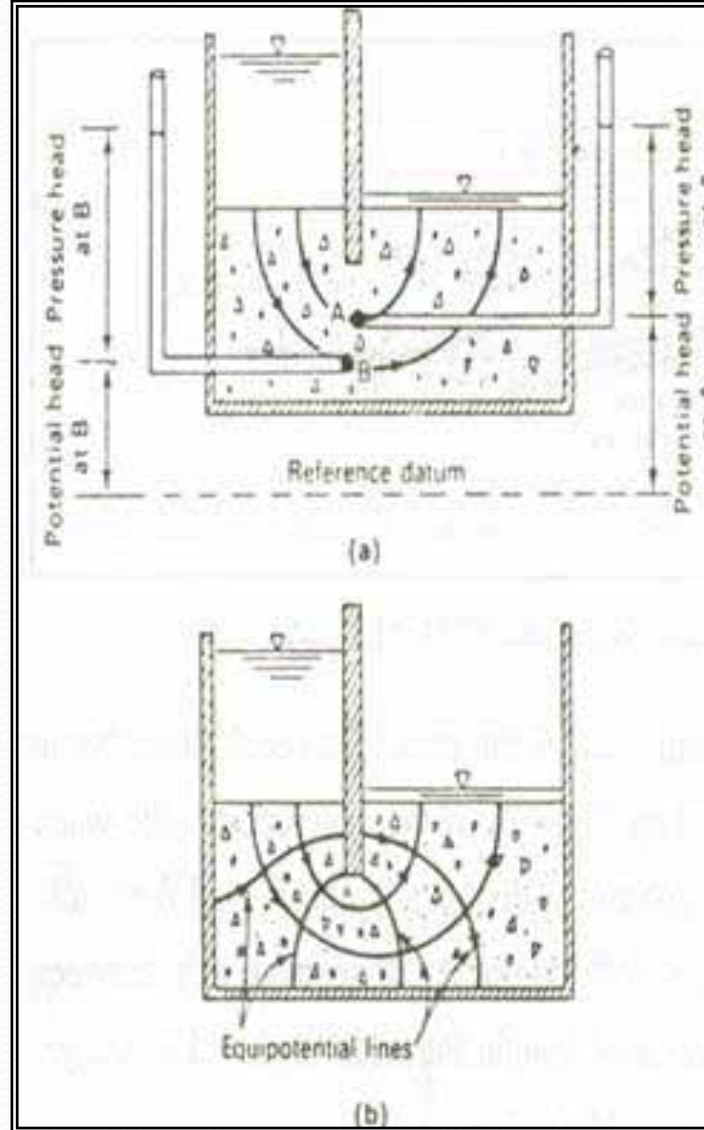 Pressure head
at B
Potential head
at B
Pressure head
Potential head
A
B
Reference datum
(a)
Equipotential lines
(b)